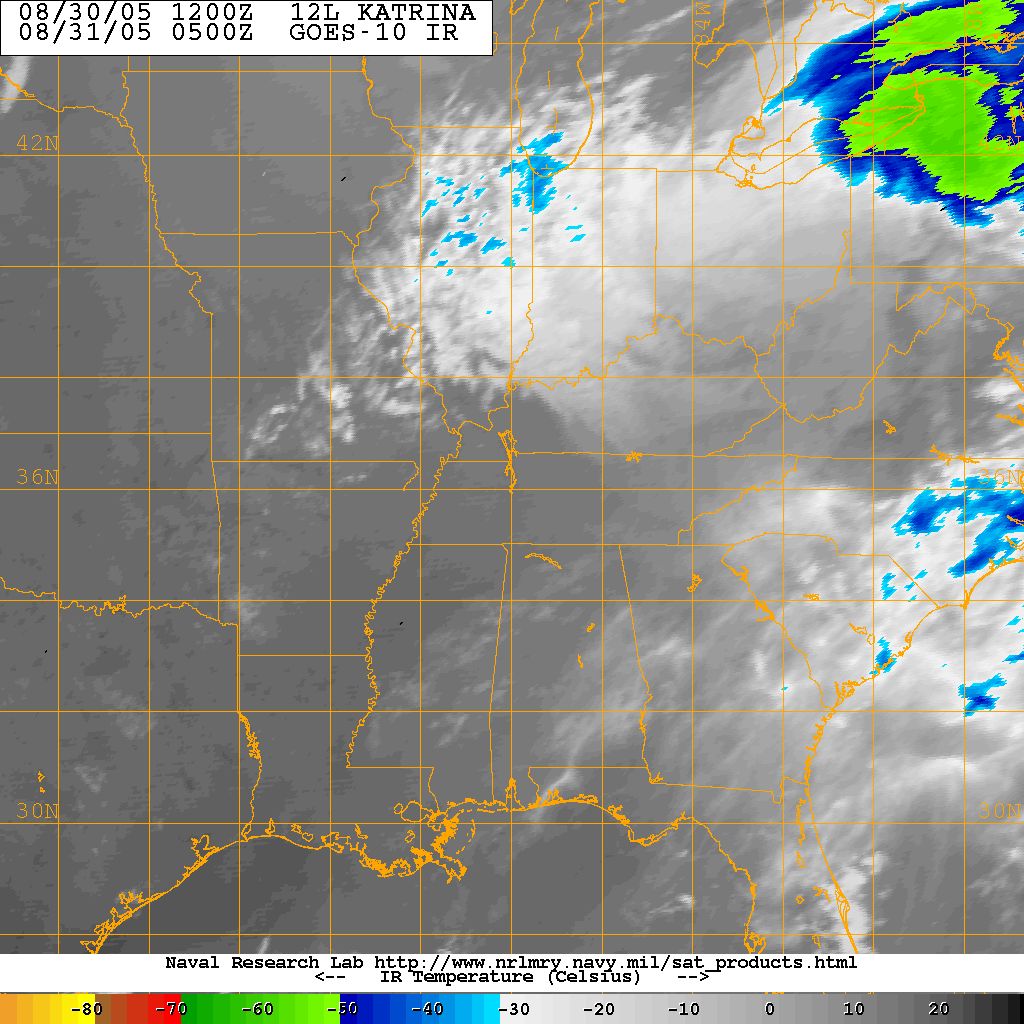 08/30/05 1200Z 12L KATRINA
08/31/05 0500Z GOES-10 IR
84W
42N
36N
36N
30N
30N
Naval Research Lab http://www.nrlmry.navy.mil/sat_products.html
<-- IR Temperature (Celsius) -->
-80 -70 -60 -50 -40 -30 -20 -10 0 10 20